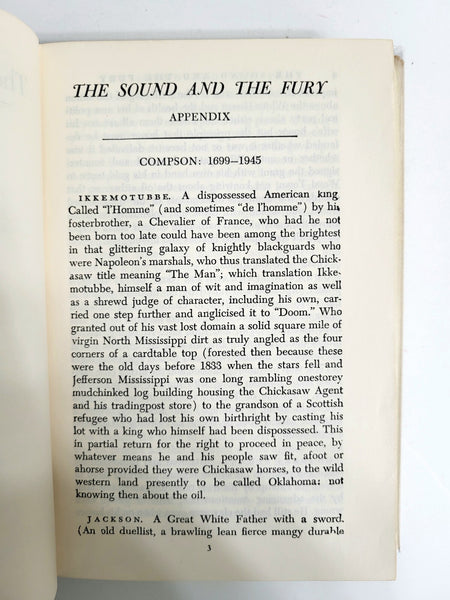 THE SOUND AND THE FURY
APPENDIX
COMPSON: 1699–1945
IKKEMOTUBBE. A dispossessed American king
Called "l'Homme" (and sometimes "de l'homme") by his
fosterbrother, a Chevalier of France, who had he not
been born too late could have been among the brightest
in that glittering galaxy of knightly blackguards who
were Napoleon's marshals, who thus translated the Chick-
asaw title meaning "The Man"; which translation Ikke-
motubbe, himself a man of wit and imagination as well
as a shrewd judge of character, including his own, car-
ried one step further and anglicised it to "Doom." Who
granted out of his vast lost domain a solid square mile of
virgin North Mississippi dirt as truly angled as the four
corners of a cardtable top (forested then because these
were the old days before 1833 when the stars fell and
Jefferson Mississippi was one long rambling onestorey
mudchinked log building housing the Chickasaw Agent
and his tradingpost store) to the grandson of a Scottish
refugee who had lost his own birthright by casting his
lot with a king who himself had been dispossessed. This
in partial return for the right to proceed in peace, by
whatever means he and his people saw fit, afoot or
ahorse provided they were Chickasaw horses, to the wild
western land presently to be called Oklahoma: not
knowing then about the oil.
JACKSON. A Great White Father with a sword.
(An old duellist, a brawling lean fierce mangy durable
3